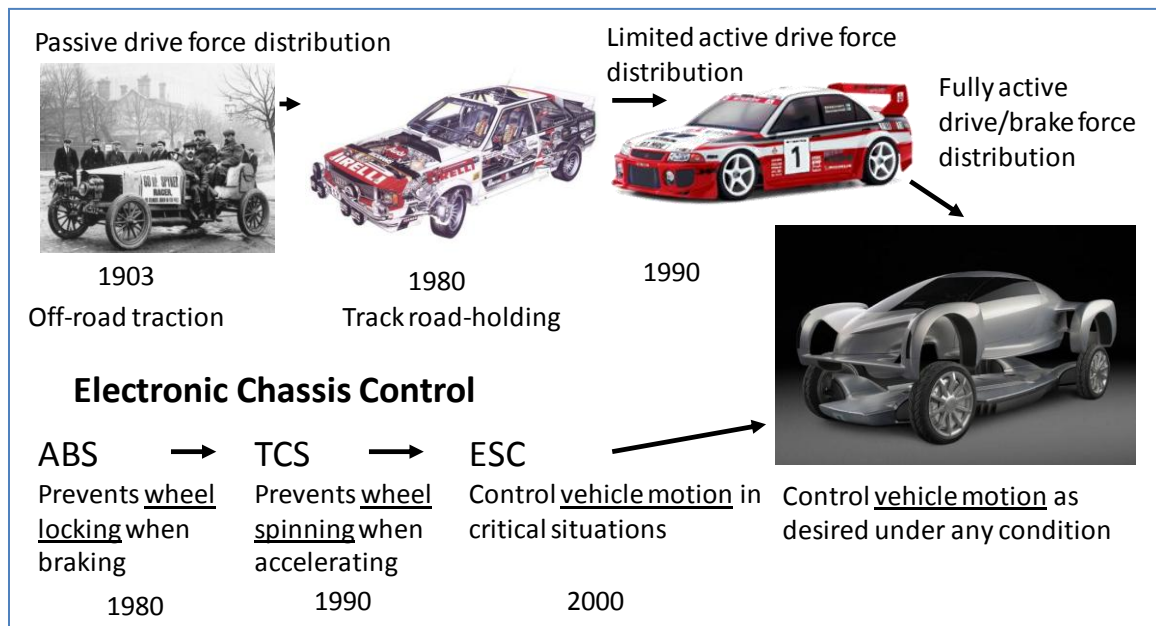 Passive drive force distribution
Limited active drive force
distribution
Fully active
drive/brake force
distribution
RACER,
PIRELLI
1
1903
1980
1990
Off-road traction
Track road-holding
Electronic Chassis Control
ABS
TCS
ESC
Prevents wheel
locking when
braking
Prevents wheel
spinning when
accelerating
Control vehicle motion in
critical situations
Control vehicle motion as
desired under any condition
1980
1990
2000